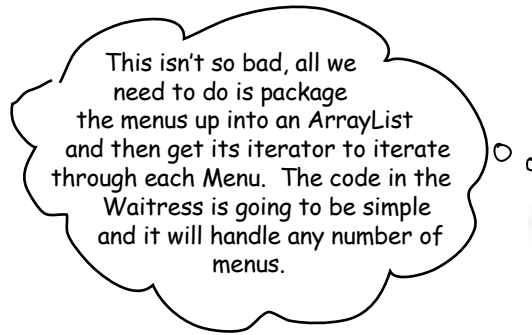 This isn’t so bad, all we
need to do is package
the menus up into an ArrayList
and then get its iterator to iterate
through each Menu.  The code in the
Waitress is going to be simple
and it will handle any number of
menus.